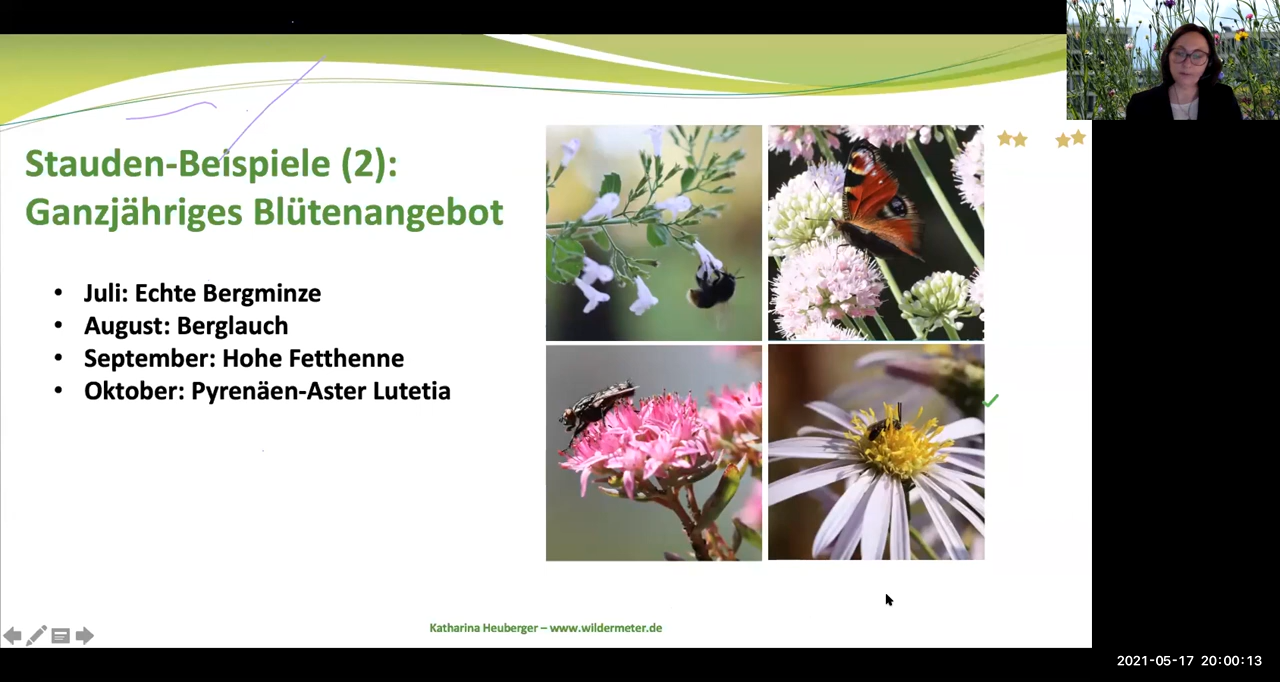 Stauden-Beispiele (2):
Ganzjähriges Blütenangebot
• Juli: Echte Bergminze
• August: Berglauch
• September: Hohe Fetthenne
• Oktober: Pyrenäen-Aster Lutetia
Katharina Heuberger – www.wildermeter.de
2021-05-17 20:00:13